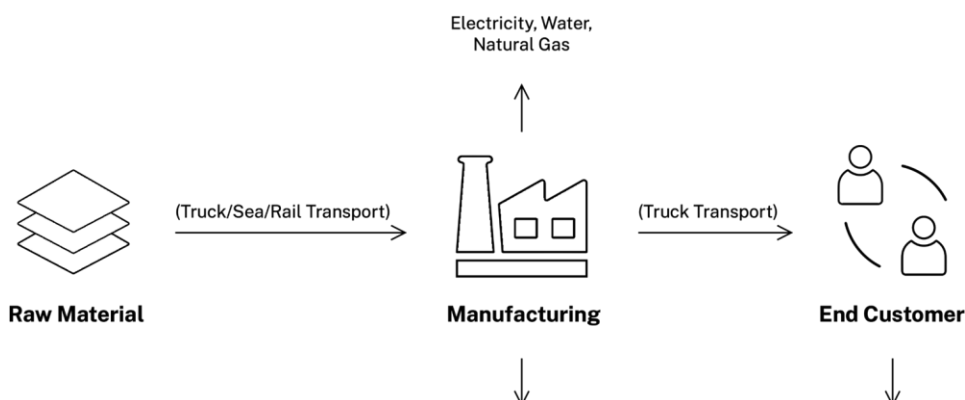 Electricity, Water,
Natural Gas
(Truck/Sea/Rail Transport)
(Truck Transport)
Raw Material
Manufacturing
End Customer